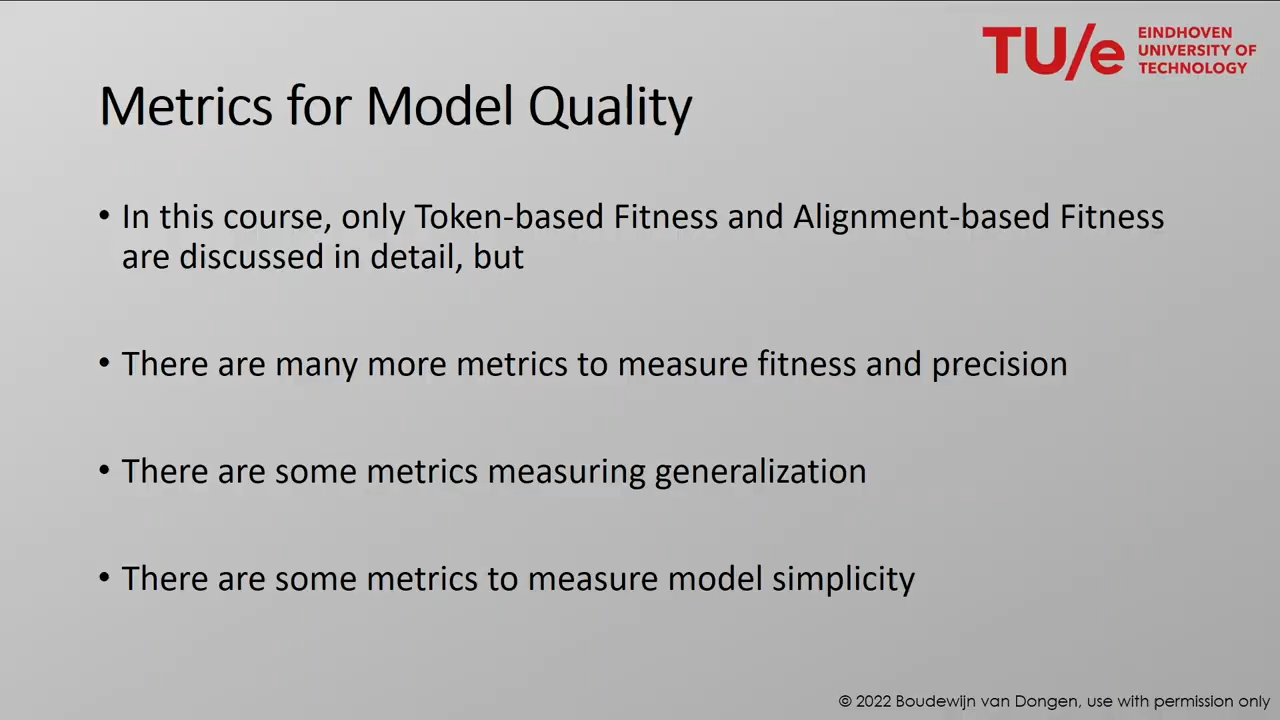 TU/e
EINDHOVEN
UNIVERSITY OF
TECHNOLOGY
Metrics for Model Quality
• In this course, only Token-based Fitness and Alignment-based Fitness
are discussed in detail, but
• There are many more metrics to measure fitness and precision
• There are some metrics measuring generalization
• There are some metrics to measure model simplicity
© 2022 Boudewijn van Dongen, use with permission only